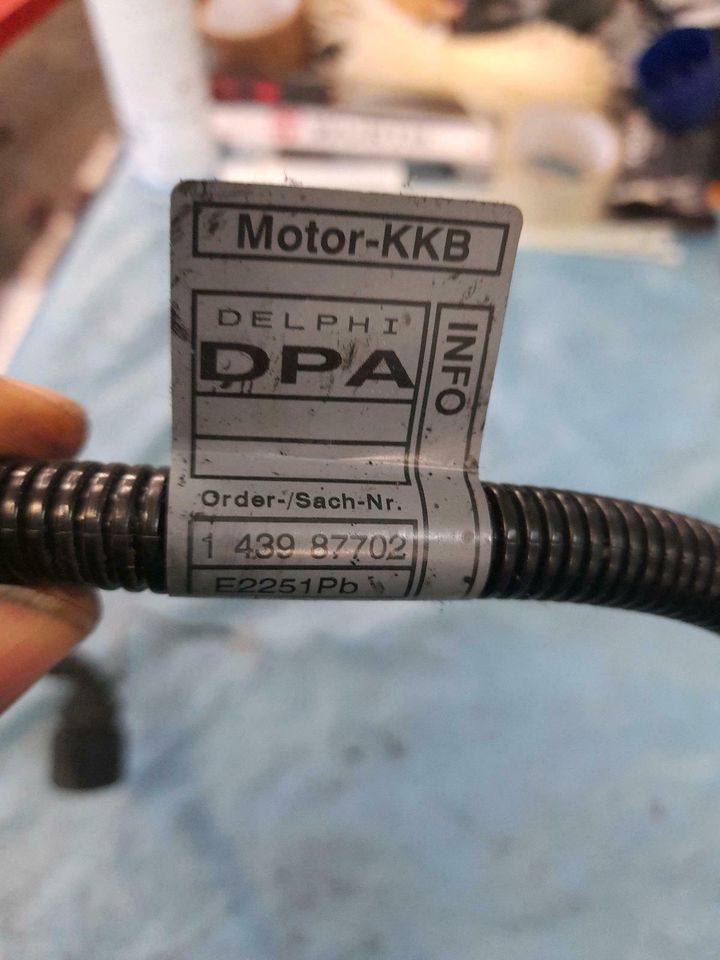 Motor-KKB
DELPHI
DPA
INFO
Order-/Sach-Nr.
1 439 87702
E2251Pb